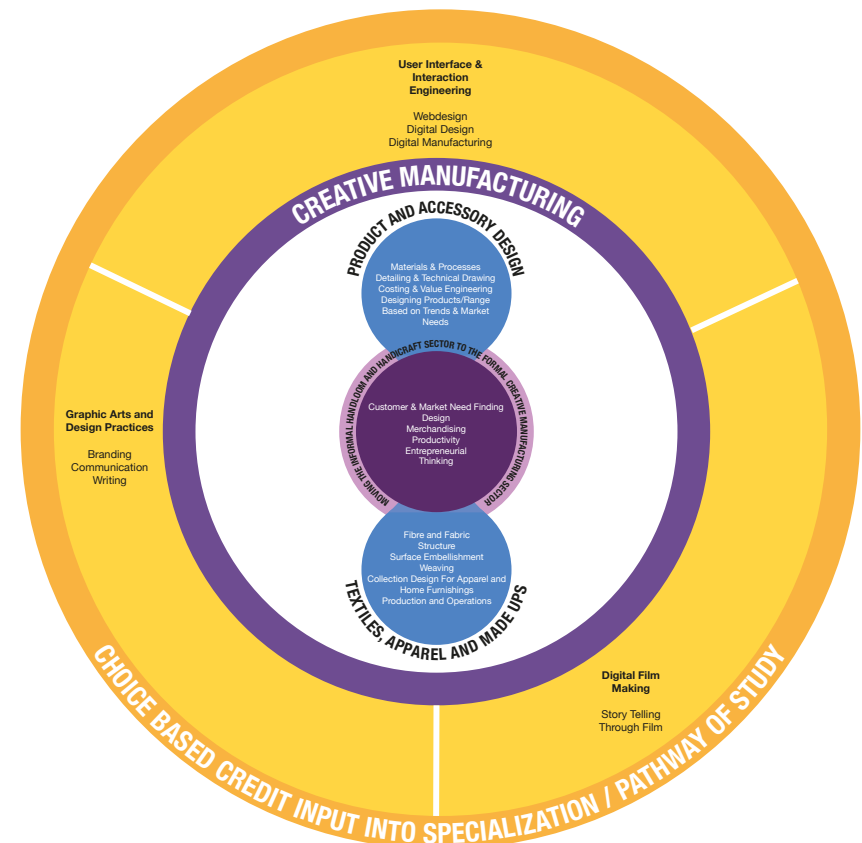 User Interface &
Interaction
Engineering
Webdesign
Digital Design
Digital Manufacturing
CREATIVE MANUFACTURING
PRODUCT AND ACCESSORY DESIGN
Materials & Processes
Detailing & Technical Drawing
Costing & Value Engineering
Designing Products/Range
Based on Trends & Market
Needs
MOVING THE INFORMAL HANDLOOM AND HANDICRAFT SECTOR TO THE FORMAL CREATIVE MANUFACTURING SECTOR
Customer & Market Need Finding
Design
Merchandising
Productivity
Entrepreneurial
Thinking
Graphic Arts and
Design Practices
Branding
Communication
Writing
Fibre and Fabric
Structure
Surface Embellishment
Weaving
Collection Design For Apparel and
Home Furnishings
Production and Operations
TEXTILES, APPAREL AND MADE UPS
Digital Film
Making
Story Telling
Through Film
CHOICE BASED CREDIT INPUT INTO SPECIALIZATION / PATHWAY OF STUDY